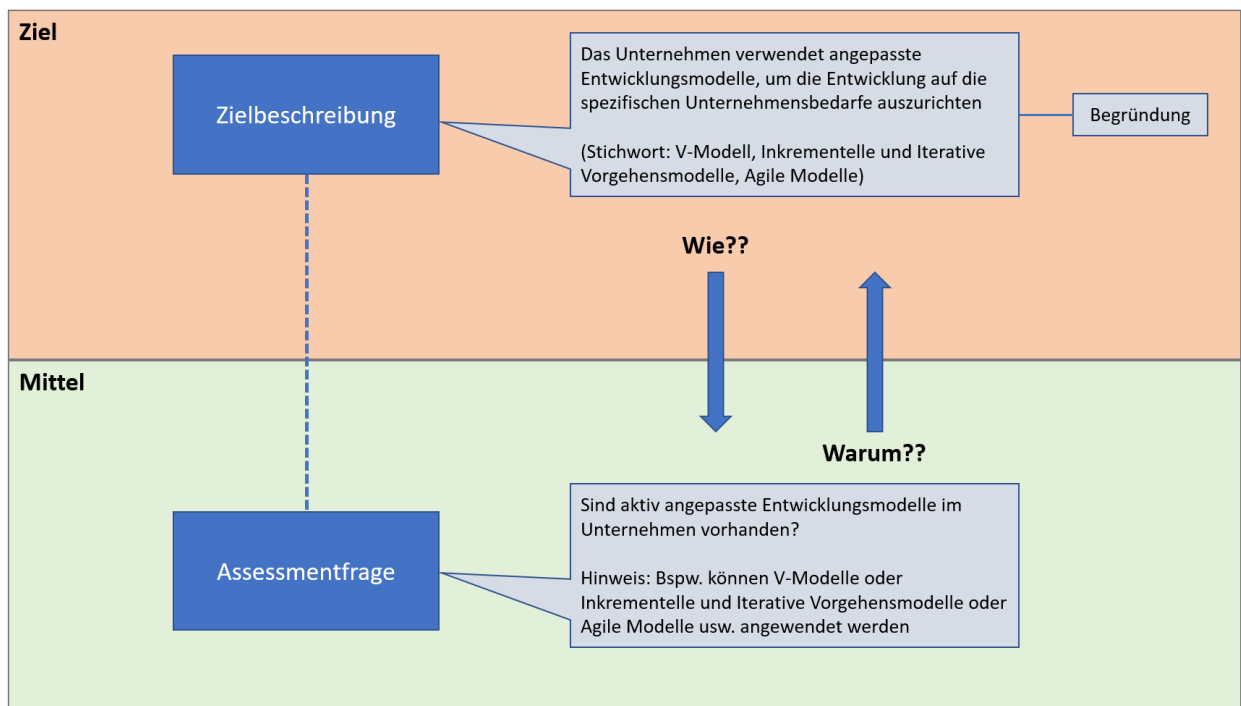 Ziel
Zielbeschreibung
Das Unternehmen verwendet angepasste
Entwicklungsmodelle, um die Entwicklung auf die
spezifischen Unternehmensbedarfe auszurichten
(Stichwort: V-Modell, Inkrementelle und Iterative
Vorgehensmodelle, Agile Modelle)
Begründung
Wie??
Mittel
Warum??
Assessmentfrage
Sind aktiv angepasste Entwicklungsmodelle im
Unternehmen vorhanden?
Hinweis: Bspw. können V-Modelle oder
Inkrementelle und Iterative Vorgehensmodelle oder
Agile Modelle usw. angewendet werden